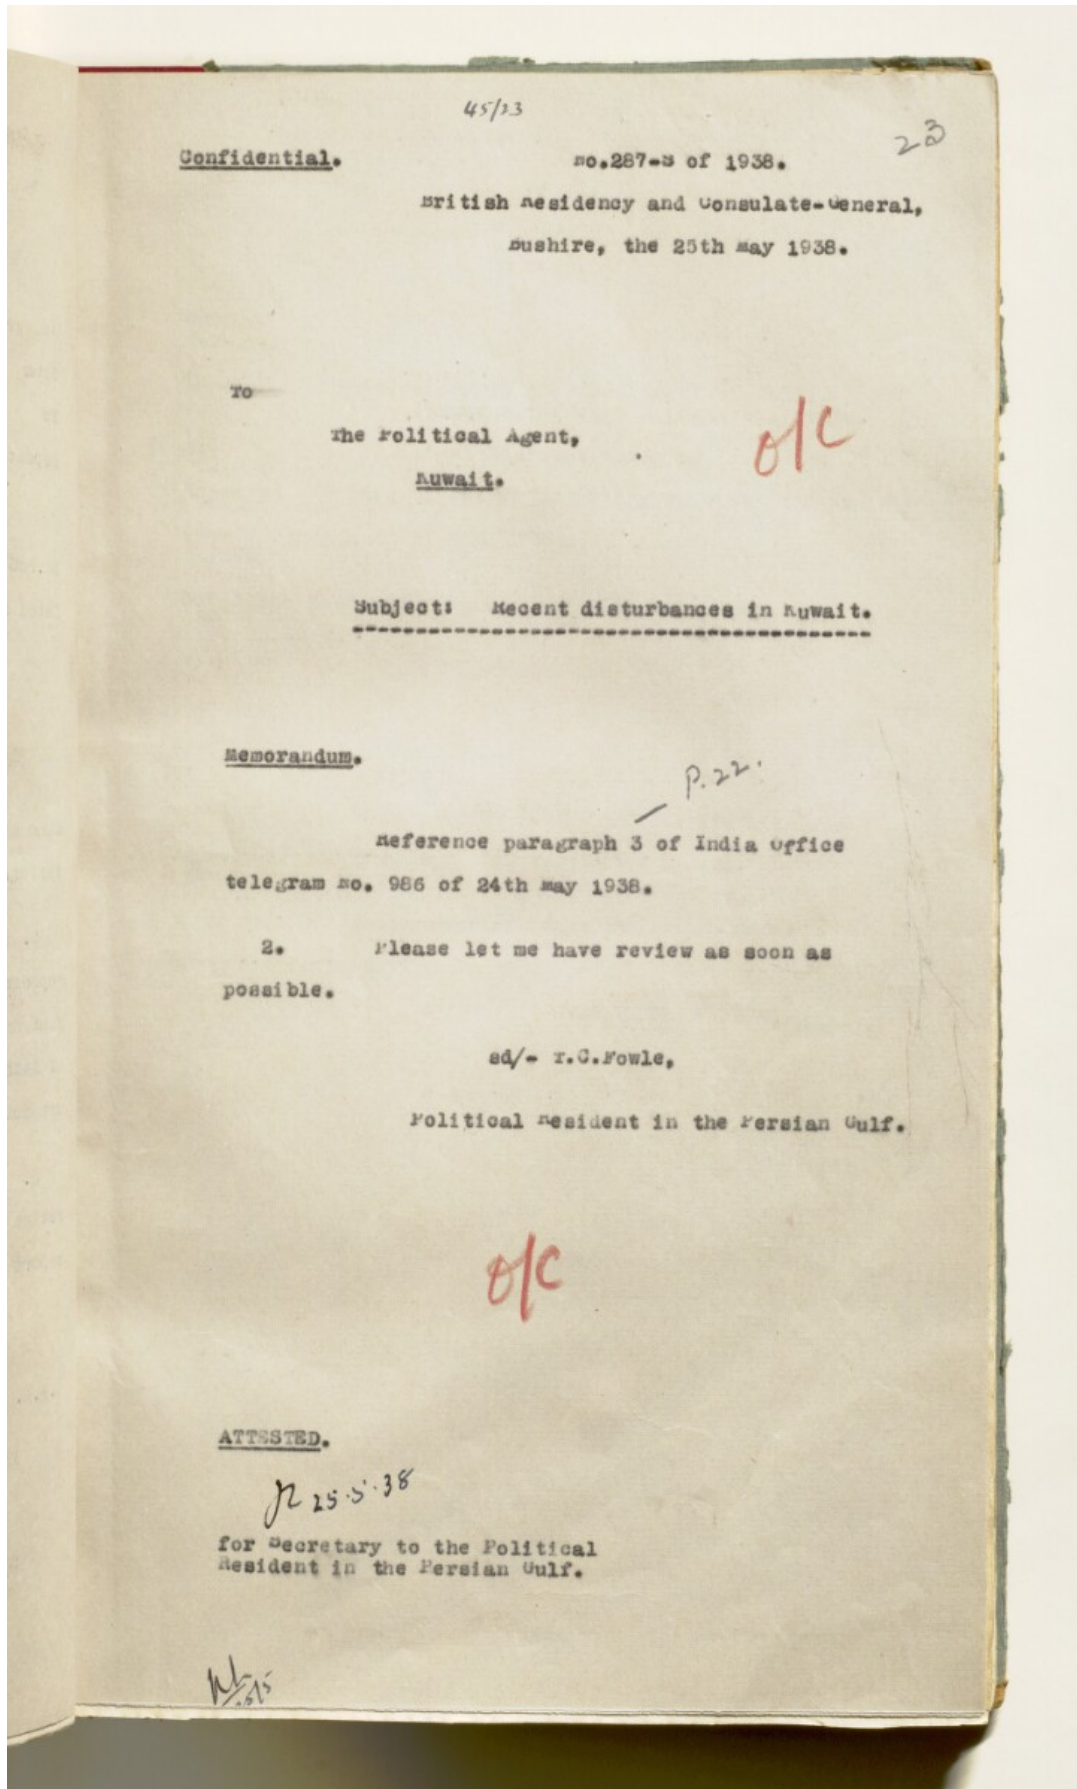 45/23
23
Confidential.
No.287-S of 1938.
British Residency and Consulate-General,
Bushire, the 25th May 1938.
To
The Political Agent,
Kuwait.
O/C
Subject: Recent disturbances in Kuwait.
Memorandum.
P.22.
Reference paragraph 3 of India Office
telegram No. 986 of 24th May 1938.
2. Please let me have review as soon as
possible.
sd/- T.C.Fowle,
Political Resident in the Persian Gulf.
O/C
ATTESTED.
25.5.38
for Secretary to the Political
Resident in the Persian Gulf.